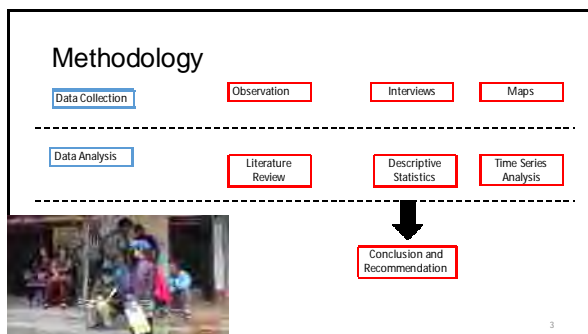 Methodology
Data Collection
Observation
Interviews
Maps
Data Analysis
Literature
Review
Descriptive
Statistics
Time Series
Analysis
Conclusion and
Recommendation
3